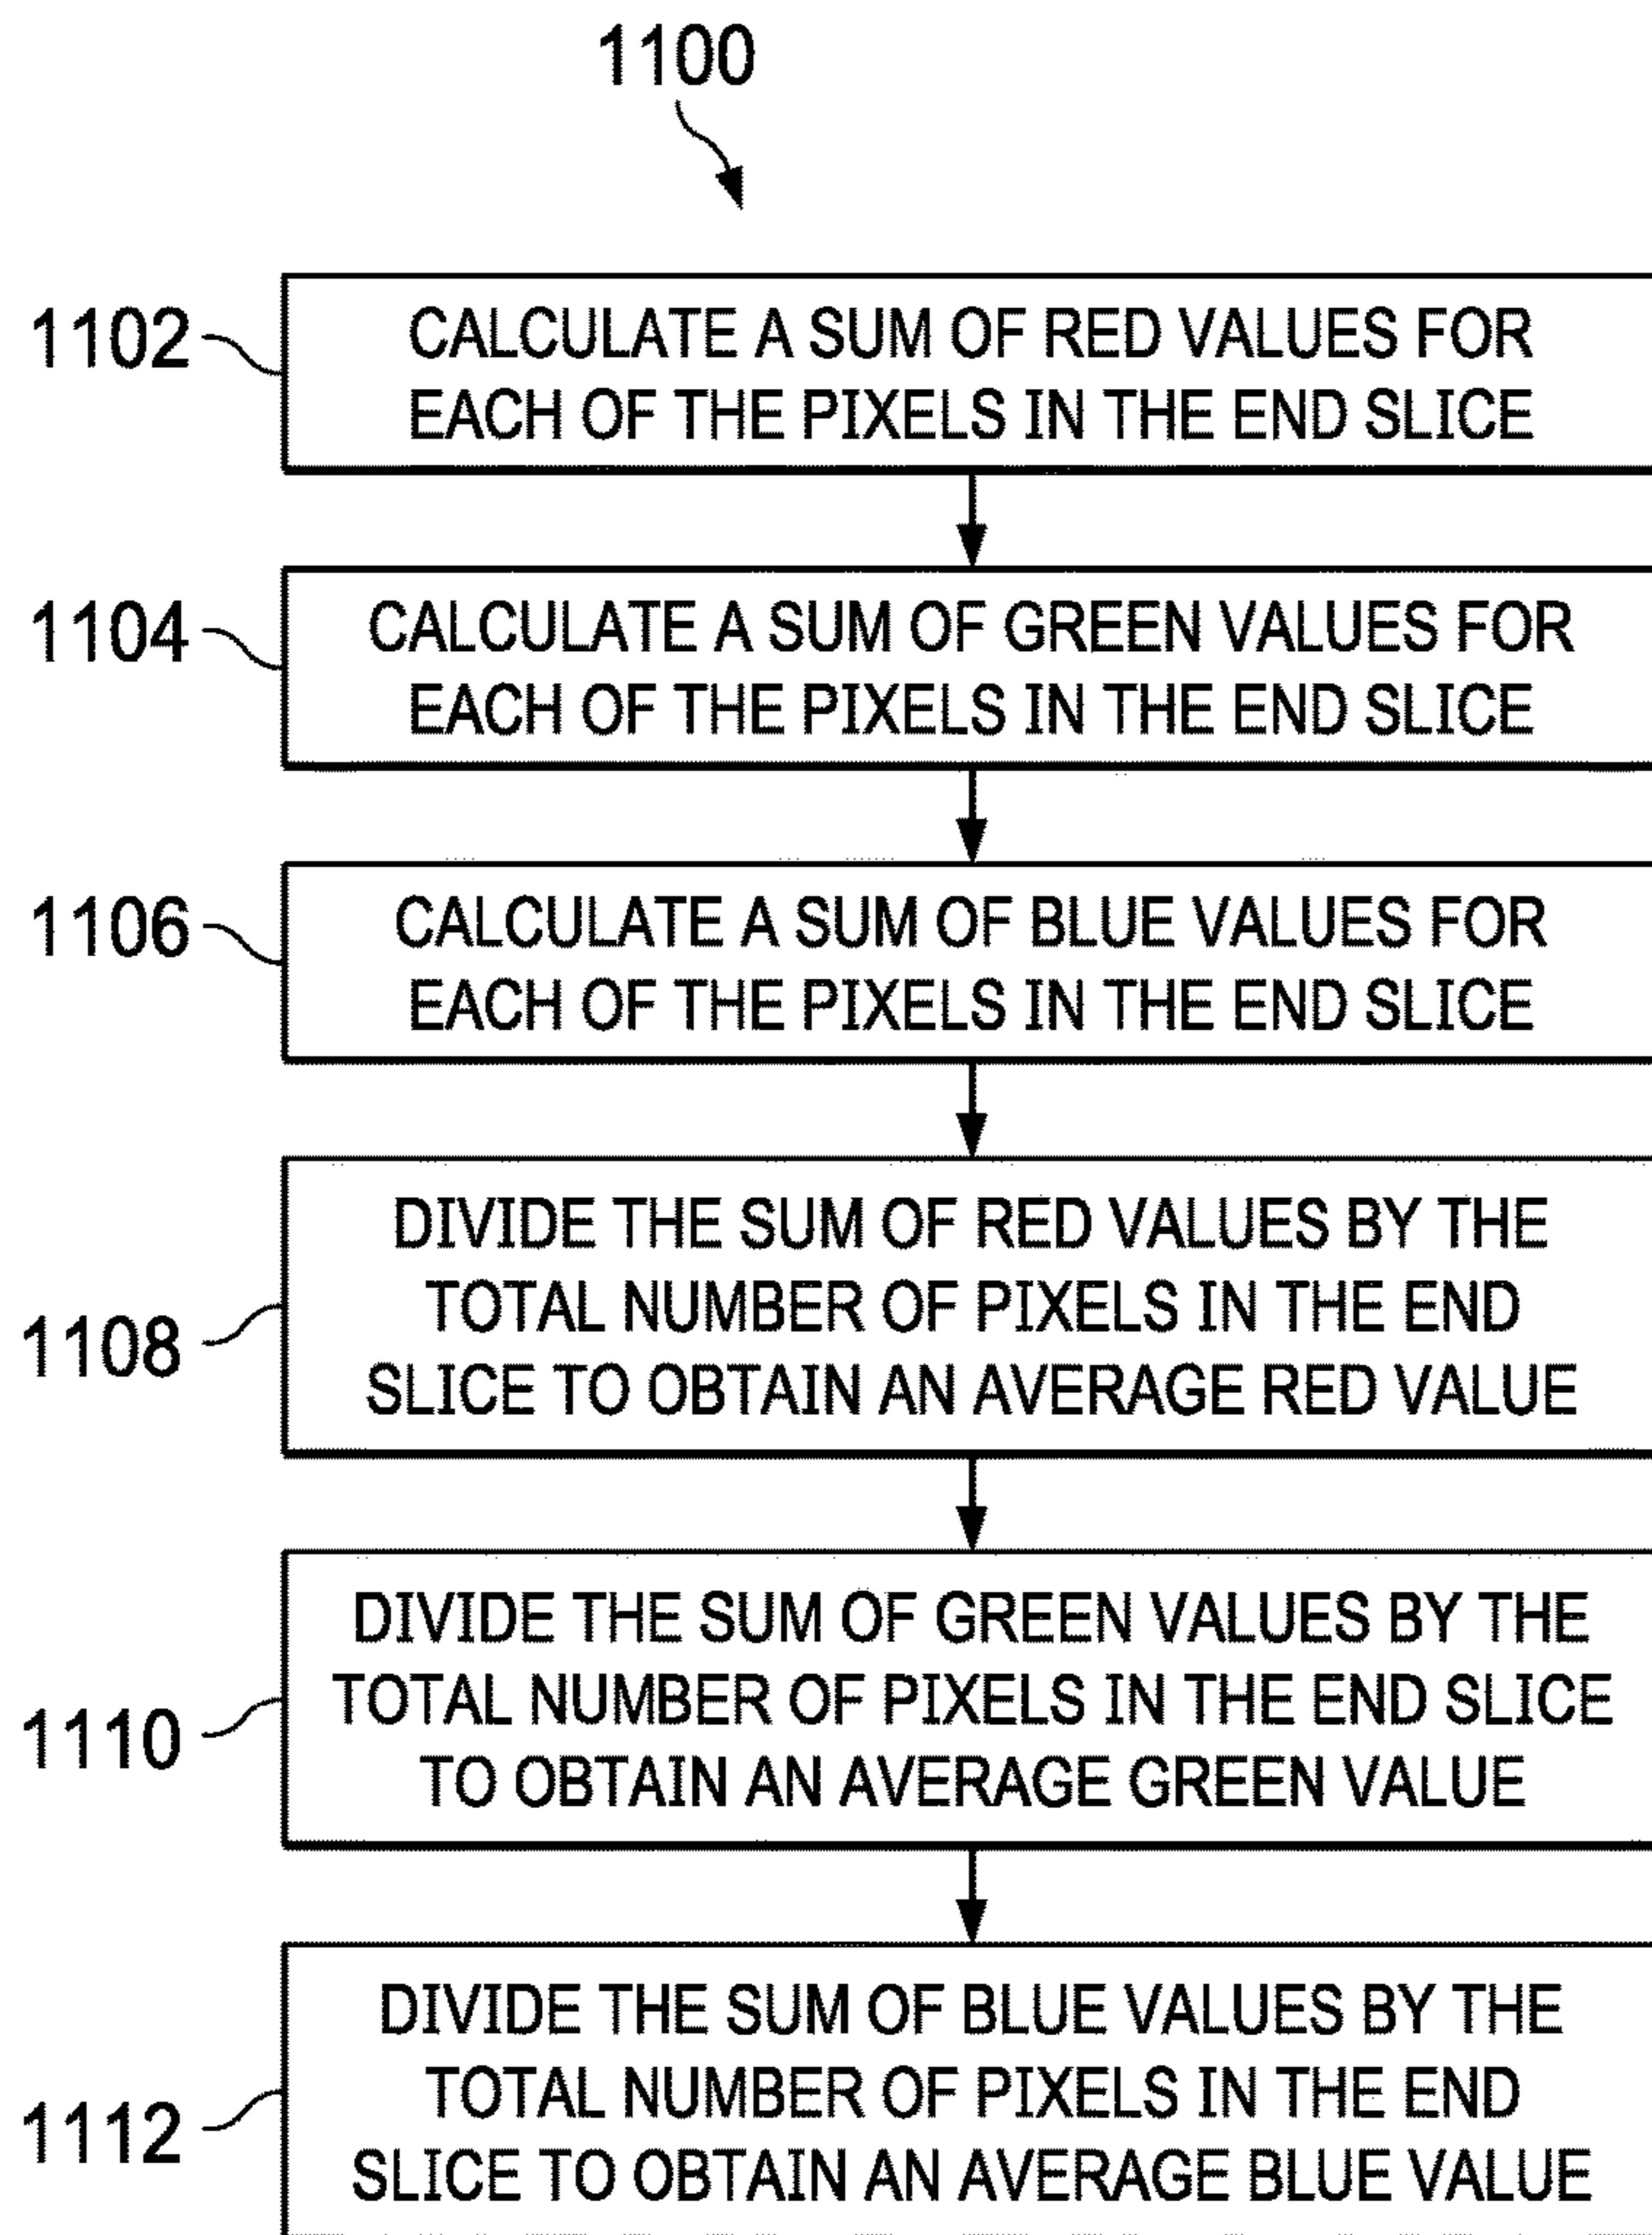 1100
1102
CALCULATE A SUM OF RED VALUES FOR
EACH OF THE PIXELS IN THE END SLICE
1104
CALCULATE A SUM OF GREEN VALUES FOR
EACH OF THE PIXELS IN THE END SLICE
1106
CALCULATE A SUM OF BLUE VALUES FOR
EACH OF THE PIXELS IN THE END SLICE
1108
DIVIDE THE SUM OF RED VALUES BY THE
TOTAL NUMBER OF PIXELS IN THE END
SLICE TO OBTAIN AN AVERAGE RED VALUE
1110
DIVIDE THE SUM OF GREEN VALUES BY THE
TOTAL NUMBER OF PIXELS IN THE END SLICE
TO OBTAIN AN AVERAGE GREEN VALUE
1112
DIVIDE THE SUM OF BLUE VALUES BY THE
TOTAL NUMBER OF PIXELS IN THE END
SLICE TO OBTAIN AN AVERAGE BLUE VALUE